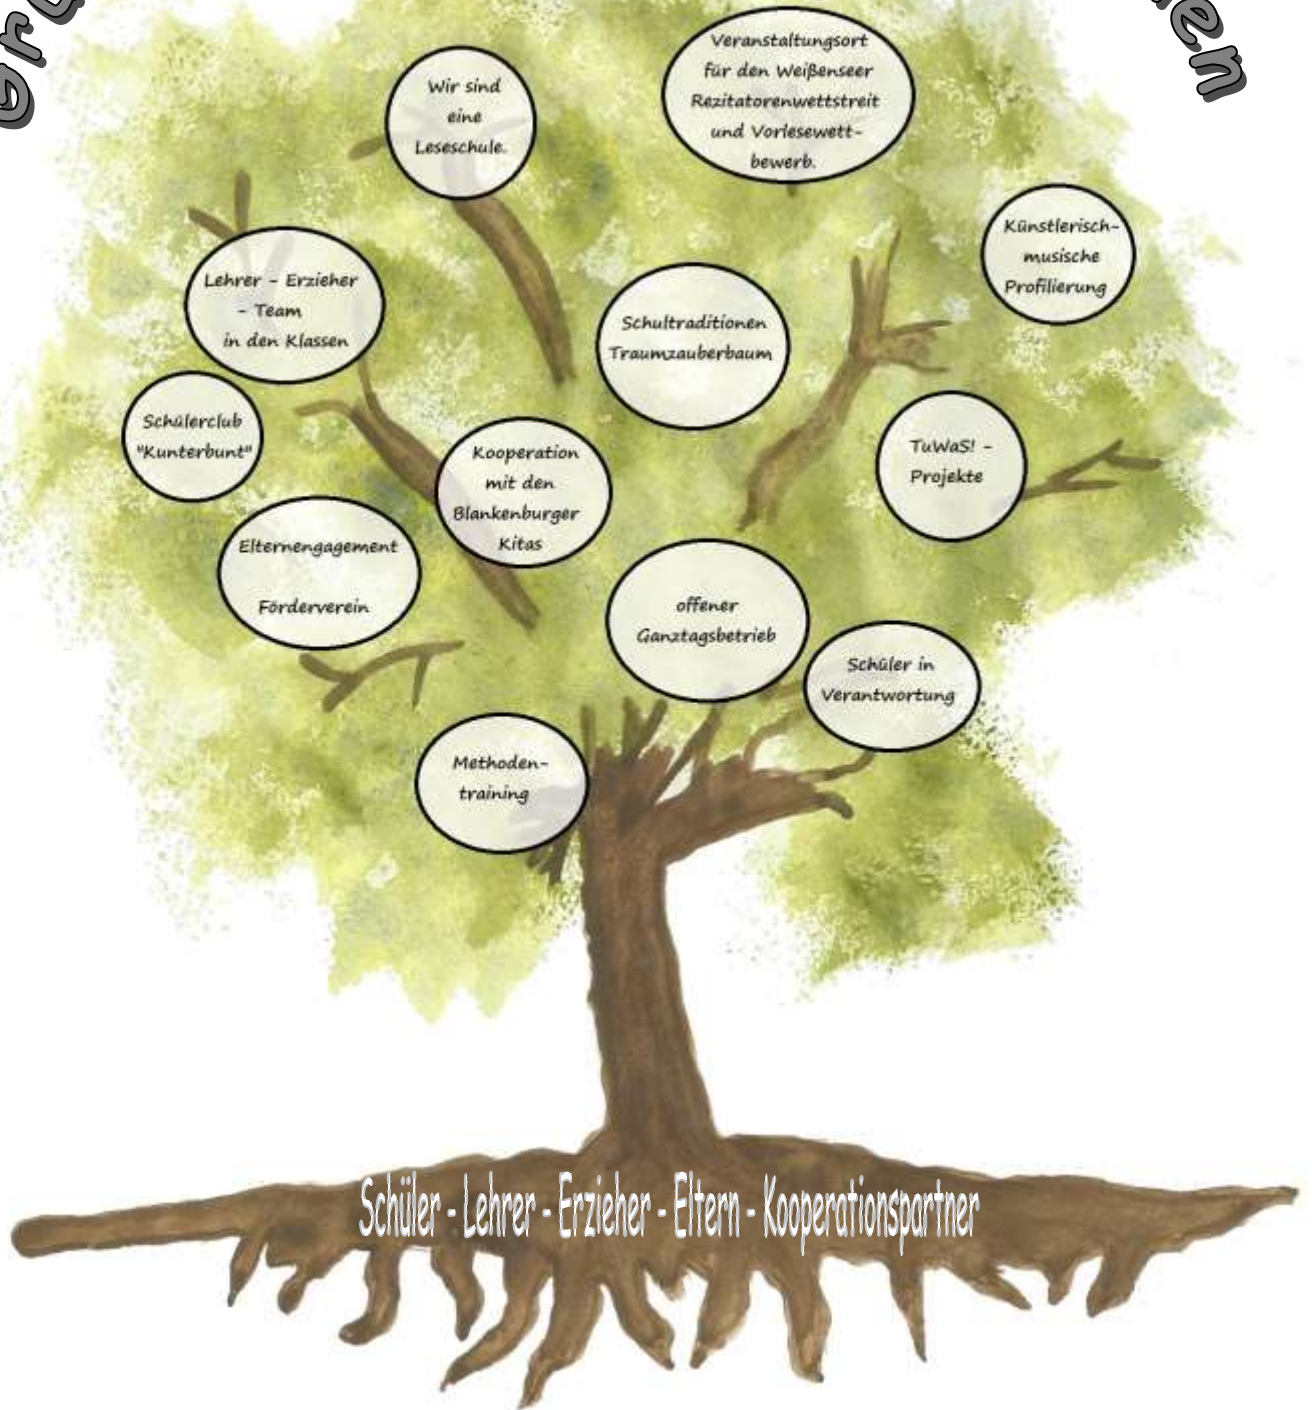 Veranstaltungsort
für den Weißenseer
Rezitatorenwettstreit
und Vorlesewett-
bewerb.
Wir sind
eine
Leseschule.
Künstlerisch-
musische
Profilierung
Lehrer - Erzieher
- Team
in den Klassen
Schultraditionen
Traumzauberbaum
Schülerclub
"Kunterbunt"
Kooperation
mit den
Blankenburger
Kitas
TuWaS! -
Projekte
Elternengagement
Förderverein
offener
Ganztagsbetrieb
Schüler in
Verantwortung
Methoden-
training
Schüler - Lehrer - Erzieher - Eltern - Kooperationspartner